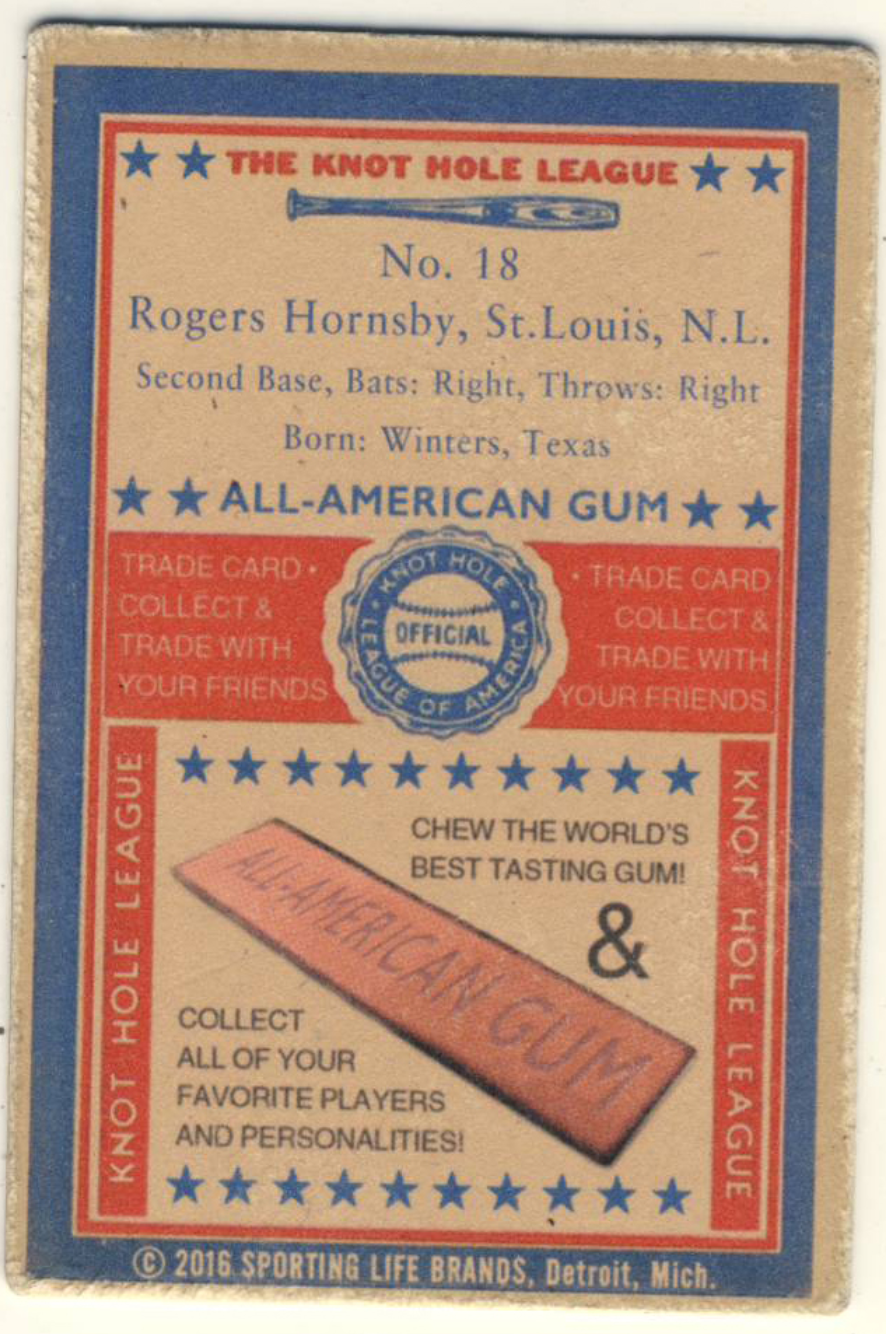 THE KNOT HOLE LEAGUE
No. 18
Rogers Hornsby, St.Louis, N.L.
Second Base, Bats: Right, Throws: Right
Born: Winters, Texas
ALL-AMERICAN GUM
TRADE CARD •
COLLECT &
TRADE WITH
YOUR FRIENDS
KNOT HOLE
OFFICIAL
• LEAGUE OF AMERICA •
• TRADE CARD
COLLECT &
TRADE WITH
YOUR FRIENDS
KNOT HOLE LEAGUE
CHEW THE WORLD'S
BEST TASTING GUM!
&
ALL-AMERICAN GUM
COLLECT
ALL OF YOUR
FAVORITE PLAYERS
AND PERSONALITIES!
KNOT HOLE LEAGUE
© 2016 SPORTING LIFE BRANDS, Detroit, Mich.